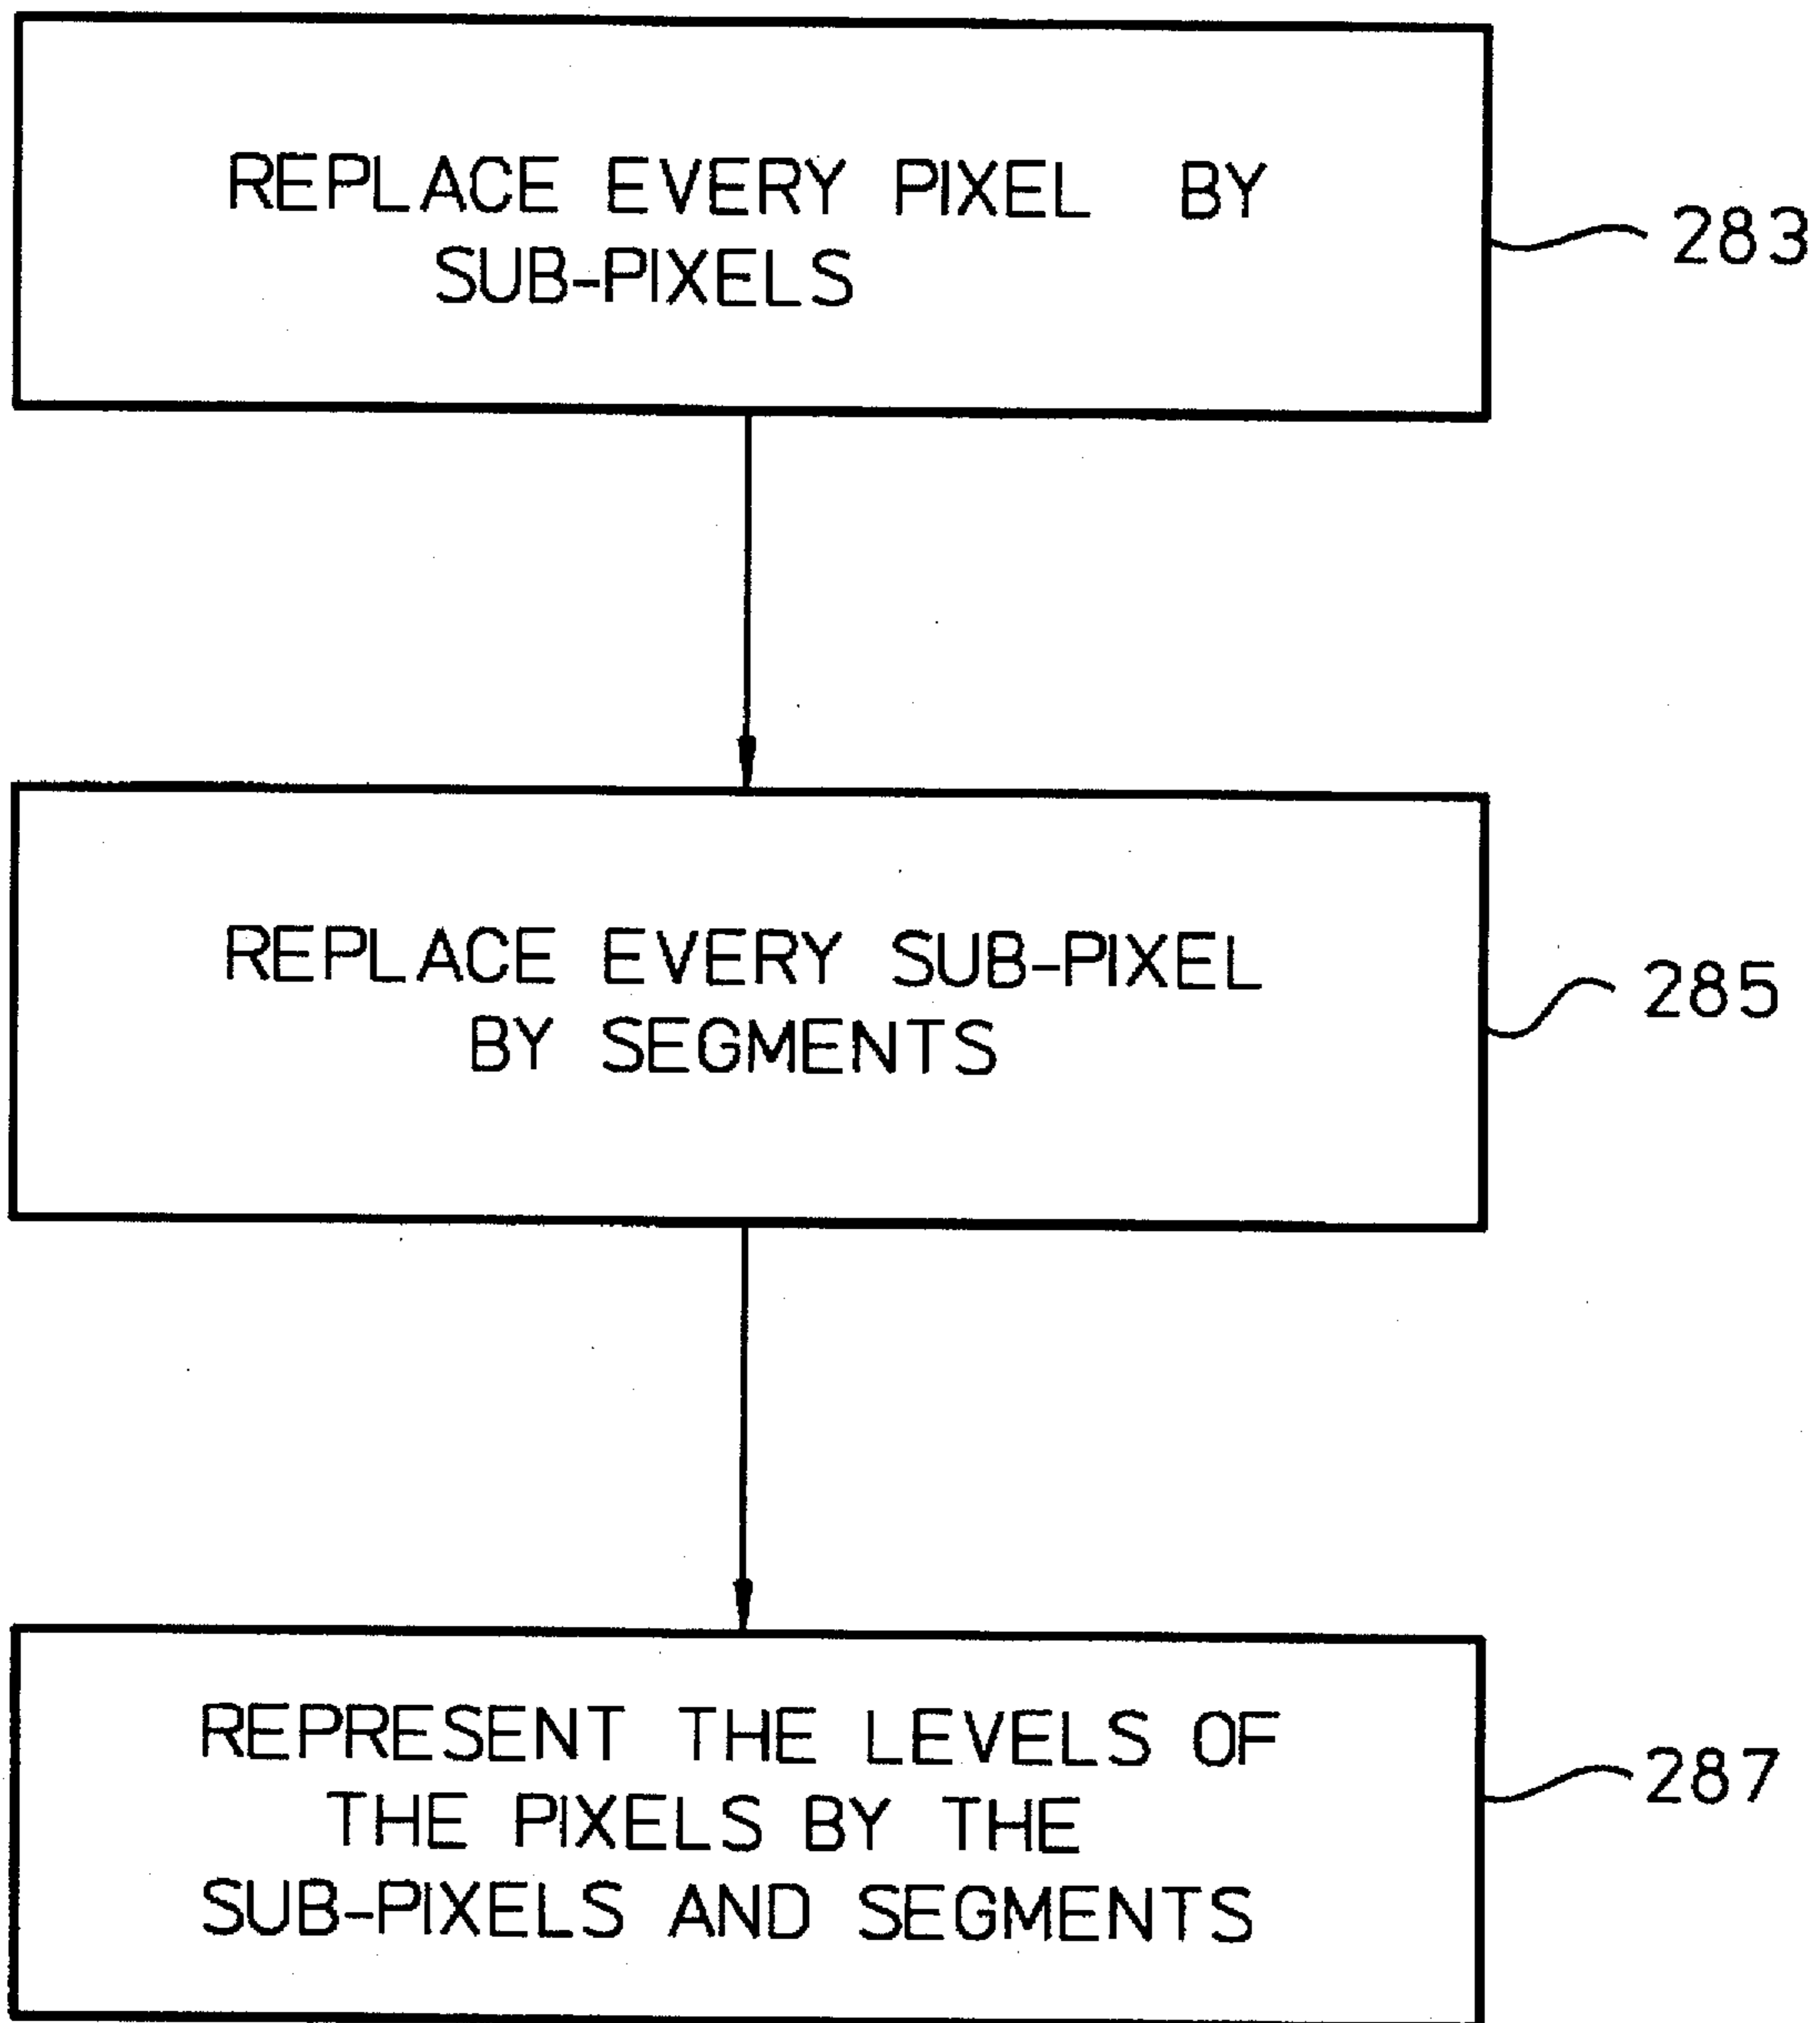 REPLACE EVERY PIXEL BY
SUB-PIXELS
283
REPLACE EVERY SUB-PIXEL
BY SEGMENTS
285
REPRESENT THE LEVELS OF
THE PIXELS BY THE
SUB-PIXELS AND SEGMENTS
287